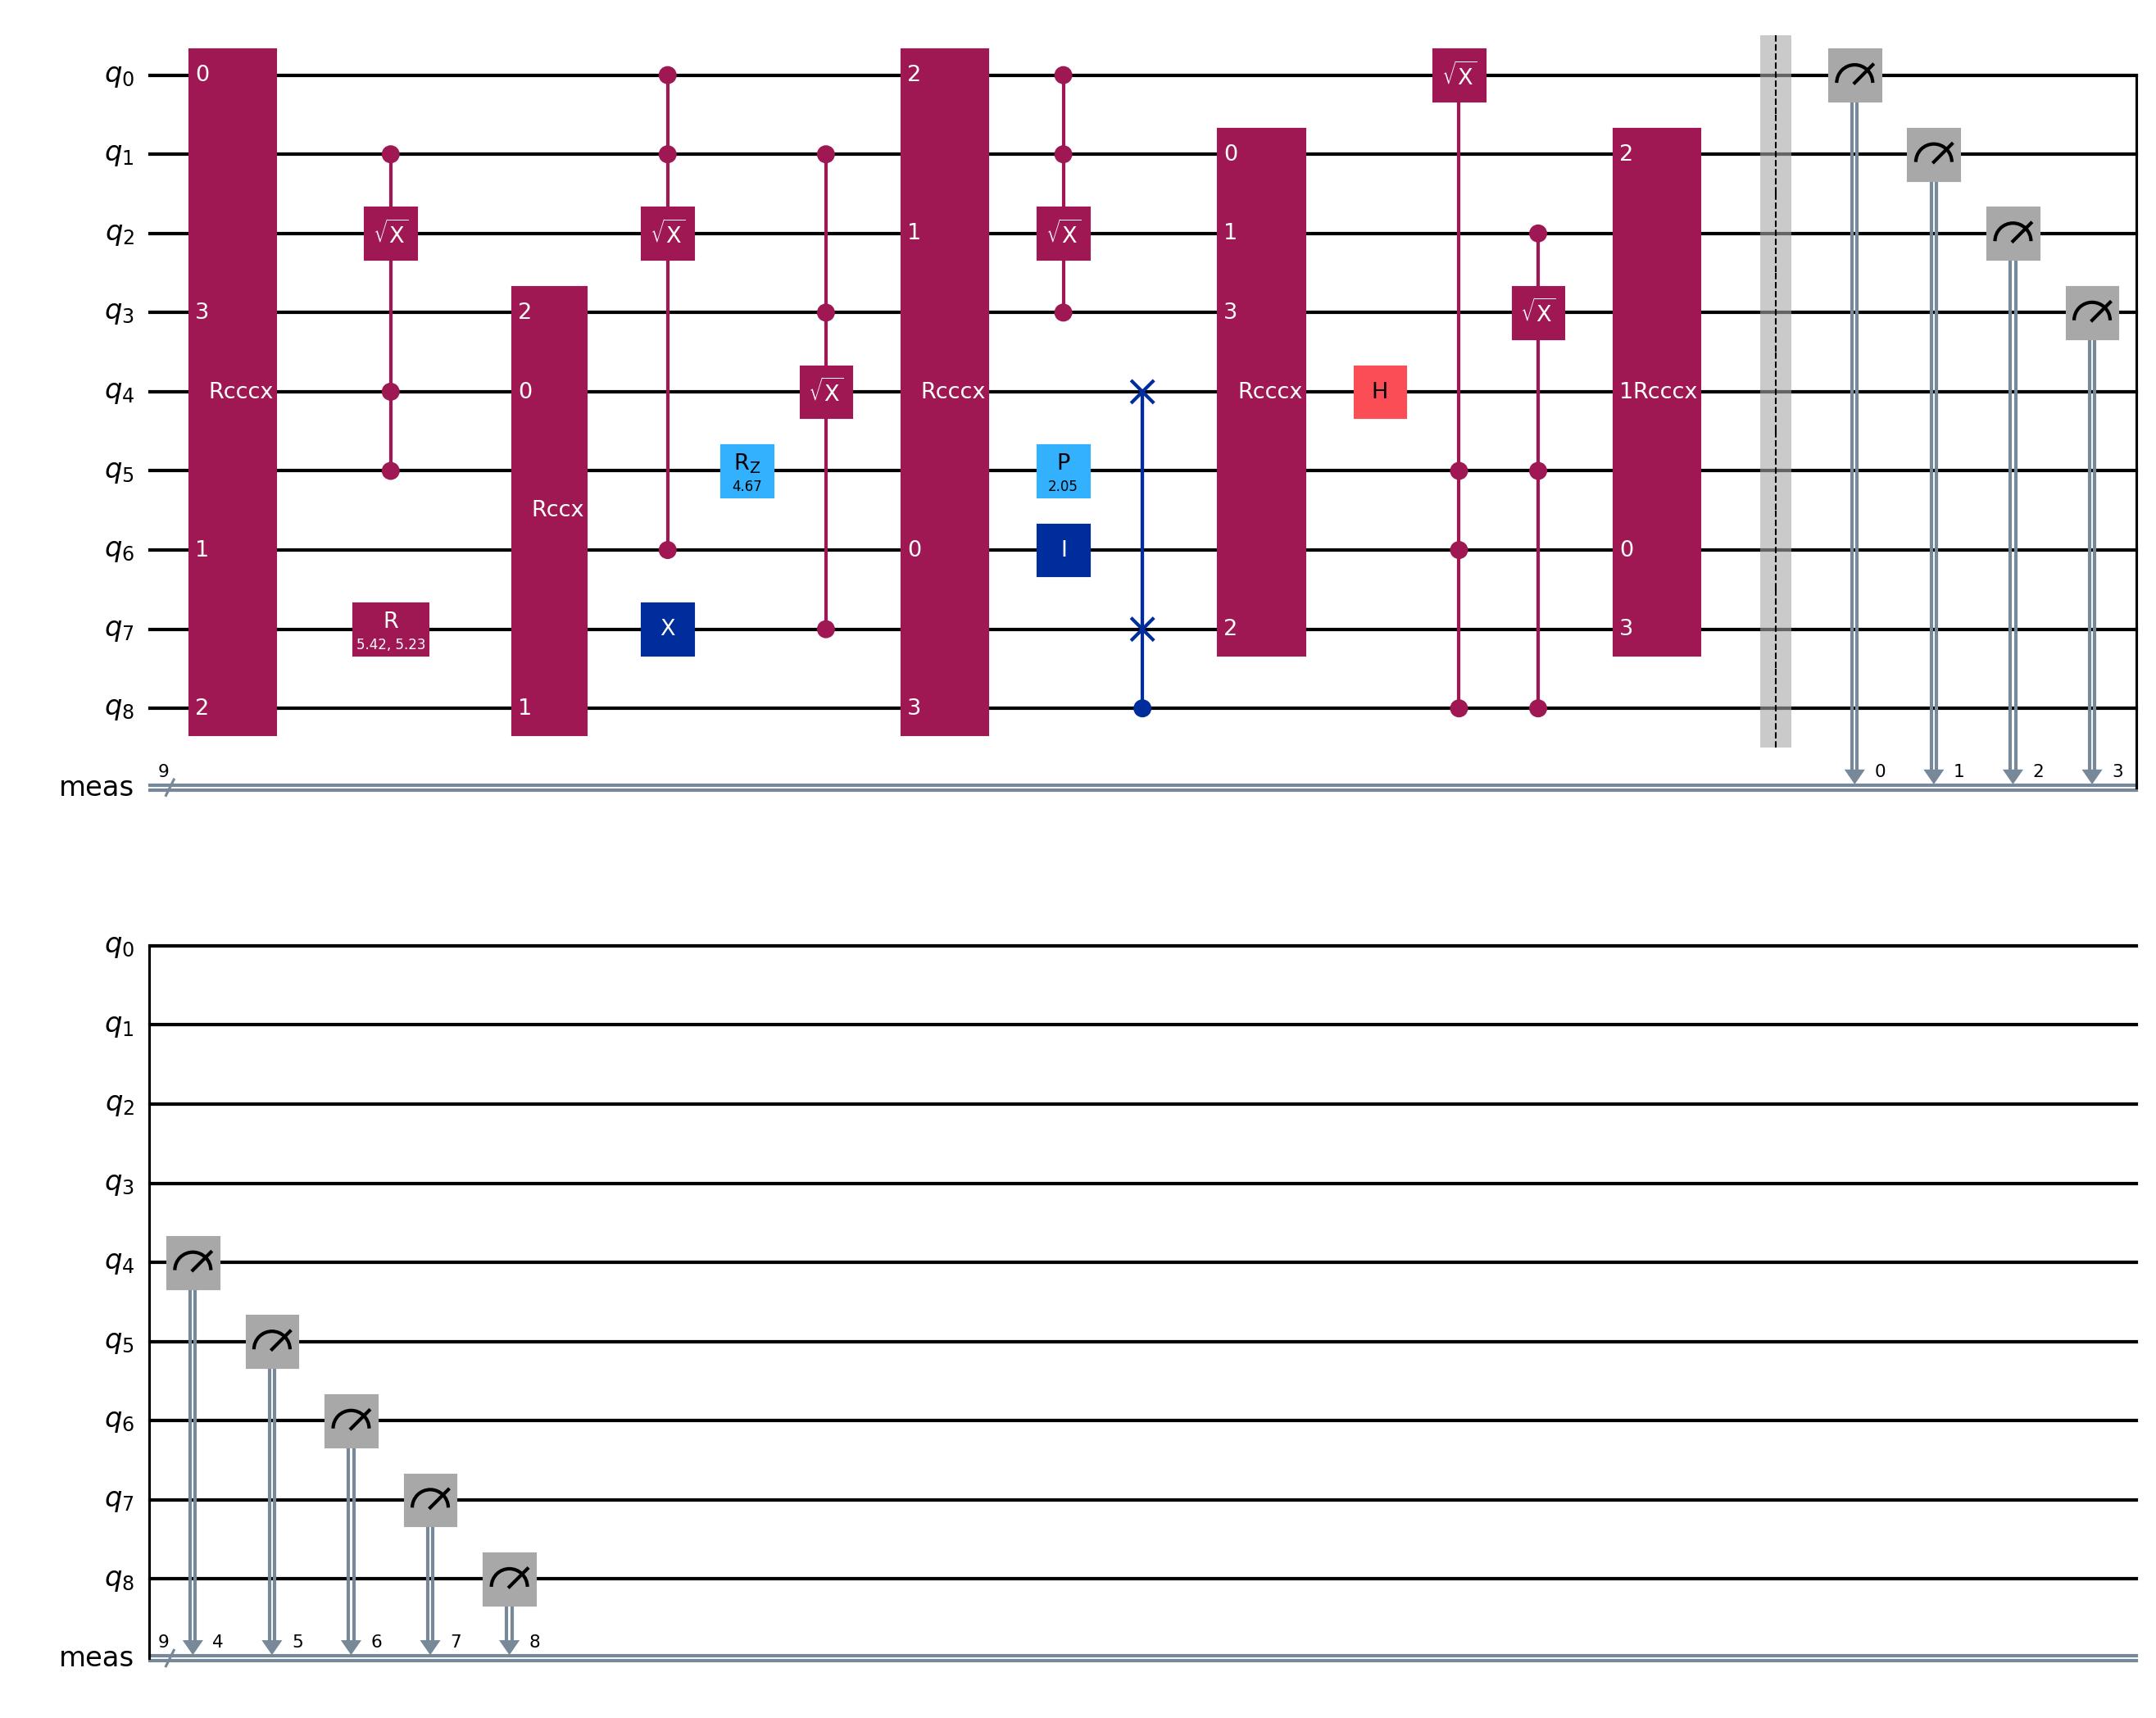 q0 0 2 √X
q1 0 2
q2 √X √X 1 √X 1
q3 3 2 3 √X
q4 Rcccx 0 √X Rcccx Rcccx H 1Rcccx
q5 RZ 4.67 P 2.05
Rccx
q6 1 0 I 0
q7 R 5.42, 5.23 X 2 3
q8 2 1 3
meas 9 0 1 2 3
q0
q1
q2
q3
q4
q5
q6
q7
q8
meas 9 4 5 6 7 8